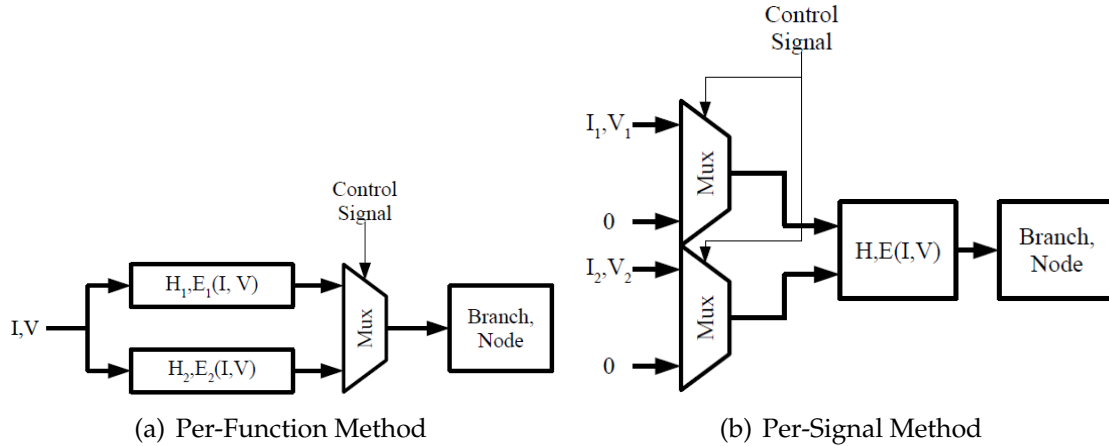 Control
Signal
I,V
H₁,E₁(I, V)
H₂,E₂(I,V)
Mux
Branch,
Node
(a) Per-Function Method
Control
Signal
I₁,V₁
0
Mux
I₂,V₂
0
Mux
H,E(I,V)
Branch,
Node
(b) Per-Signal Method